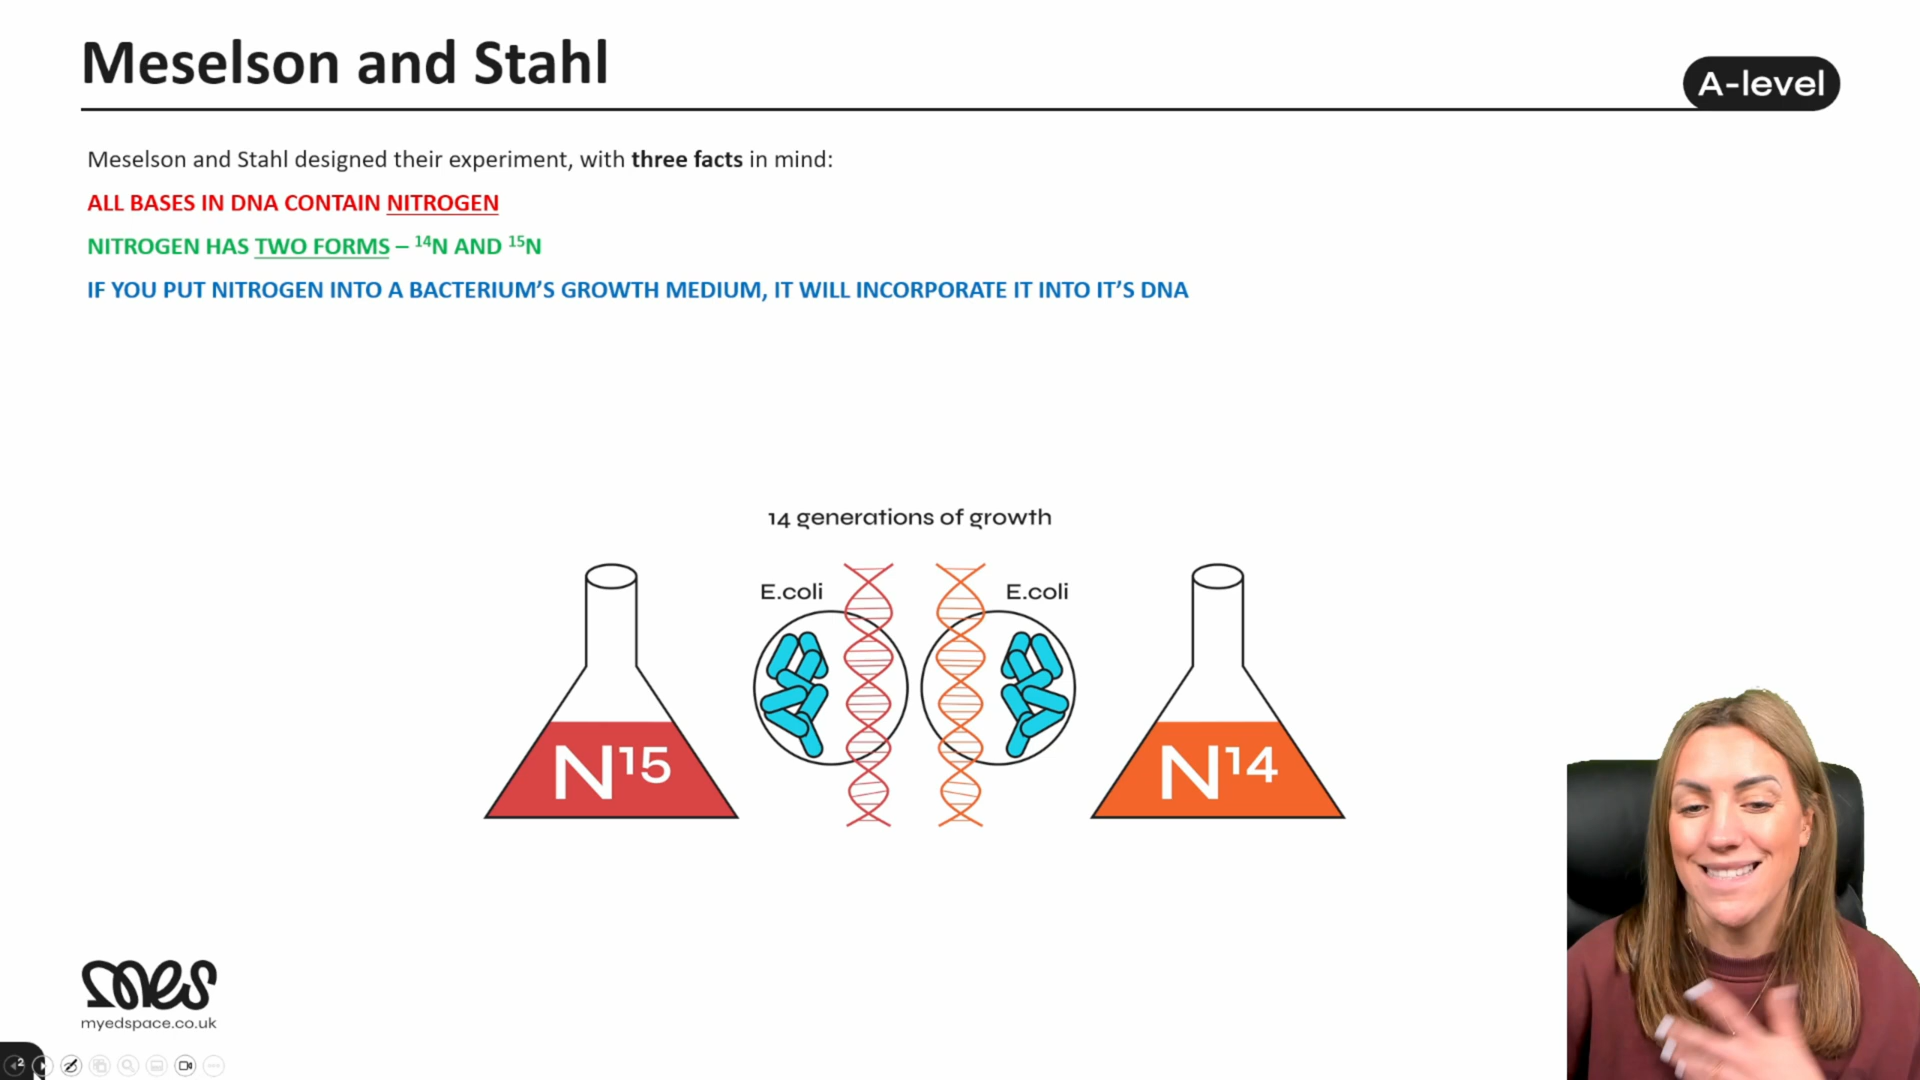 Meselson and Stahl
A-level
Meselson and Stahl designed their experiment, with three facts in mind:
ALL BASES IN DNA CONTAIN NITROGEN
NITROGEN HAS TWO FORMS – ¹⁴N AND ¹⁵N
IF YOU PUT NITROGEN INTO A BACTERIUM’S GROWTH MEDIUM, IT WILL INCORPORATE IT INTO IT’S DNA
14 generations of growth
E.coli
E.coli
N¹⁵
N¹⁴
mes
myedspace.co.uk
2